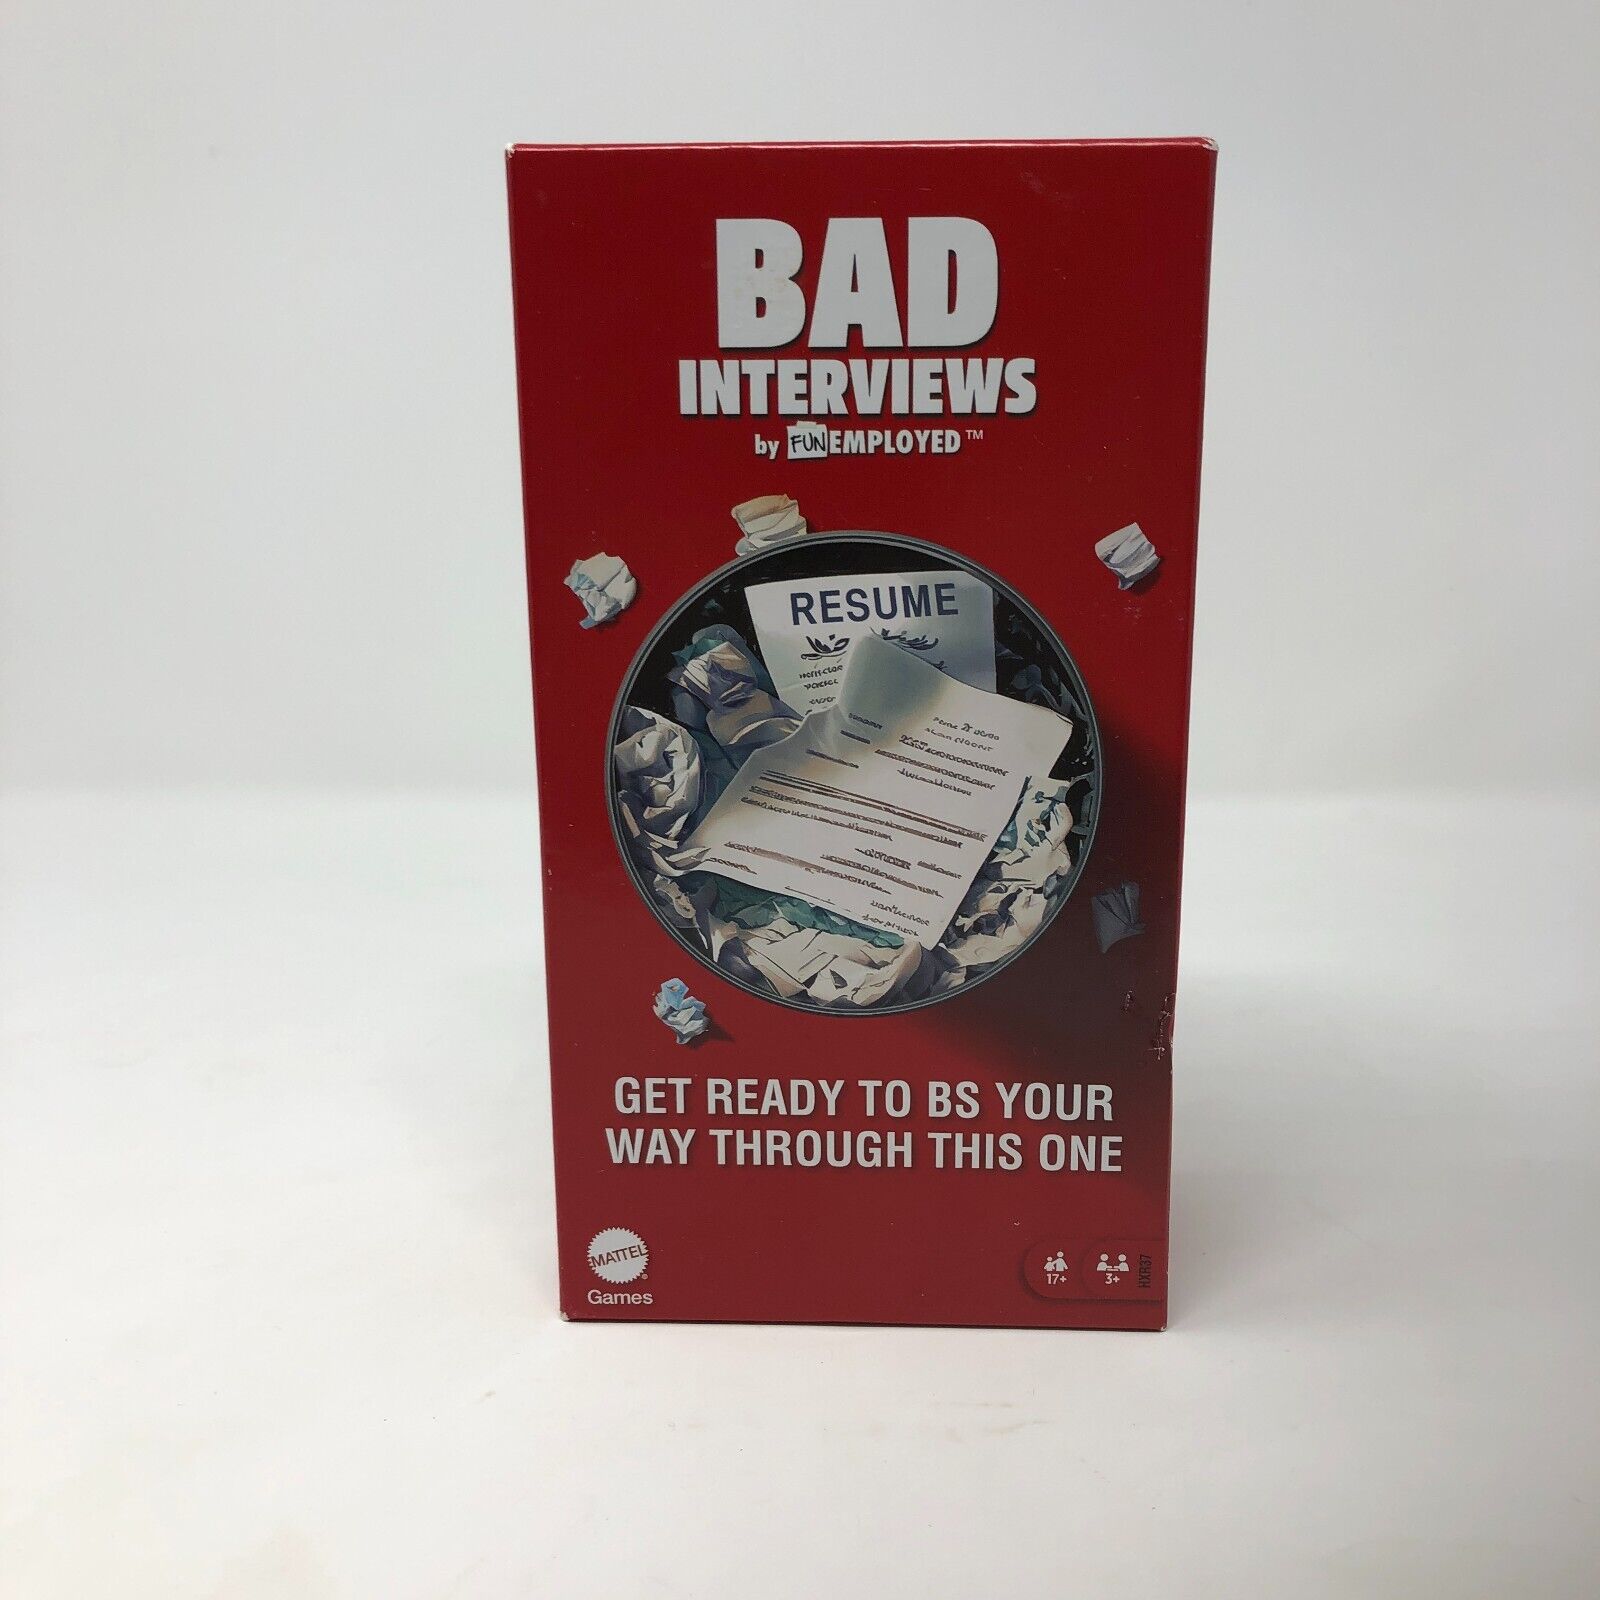 BAD
INTERVIEWS
by FUNEMPLOYED™
RESUME
GET READY TO BS YOUR
WAY THROUGH THIS ONE
MATTEL
Games
17+
3+
HXR37